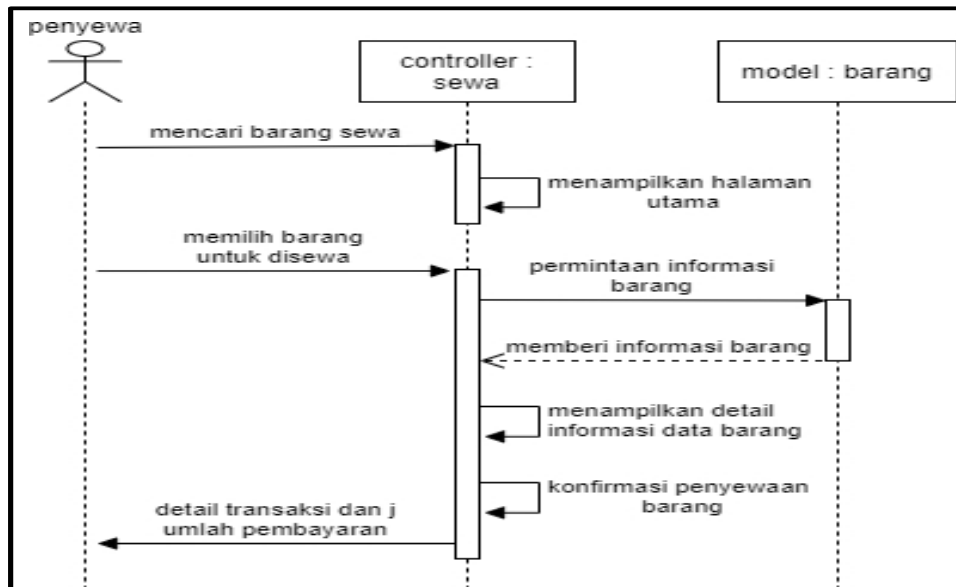 penyewa
controller :
sewa
model : barang
mencari barang sewa
menampilkan halaman
utama
memilih barang
untuk disewa
permintaan informasi
barang
memberi informasi barang
menampilkan detail
informasi data barang
konfirmasi penyewaan
barang
detail transaksi dan j
umlah pembayaran